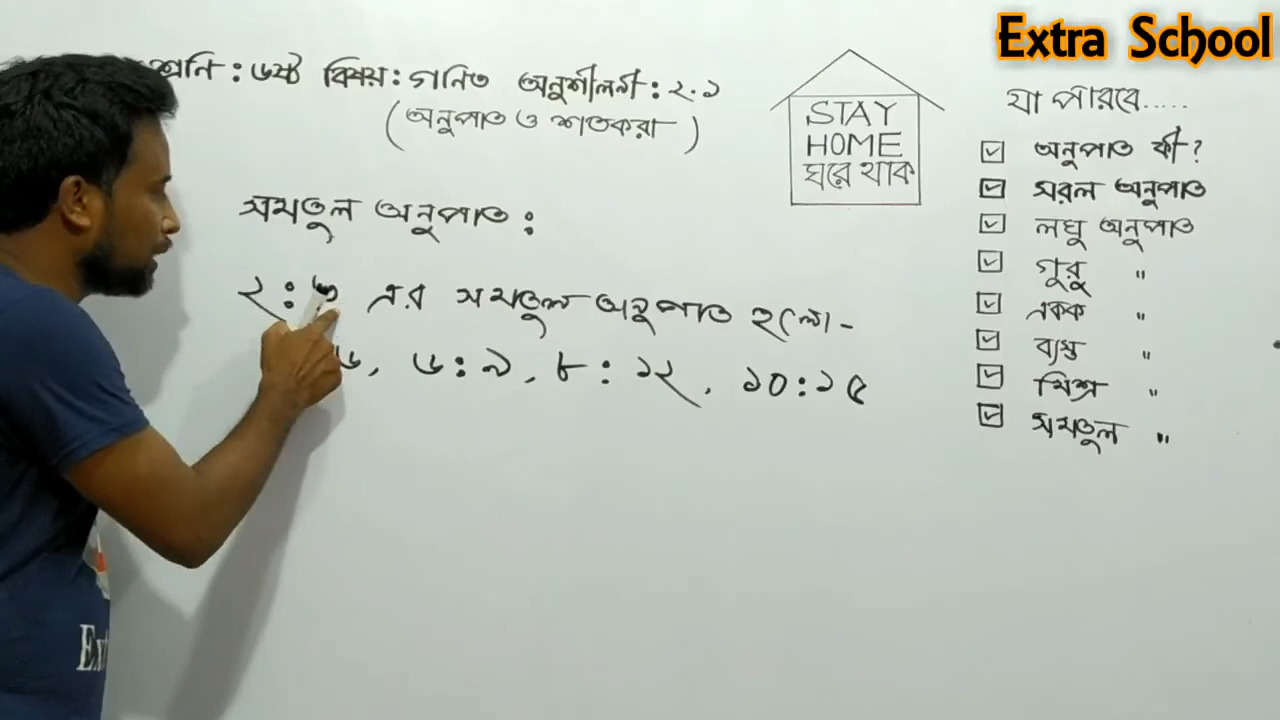 Extra School
শ্রেনি : ৬ষ্ঠ বিষয় : গনিত অনুশীলনী : ২.১
(অনুপাত ও শতকরা)
STAY
HOME
ঘরে থাক
যা পারবে.....
অনুপাত কী?
সরল অনুপাত
লঘু অনুপাত
গুরু "
একক "
ব্যস্ত "
মিশ্র "
সমতুল "
সমতুল অনুপাত :
২ : ৩ এর সমতুল অনুপাত হলো-
৬, ৬ : ৯, ৮ : ১২, ১০ : ১৫